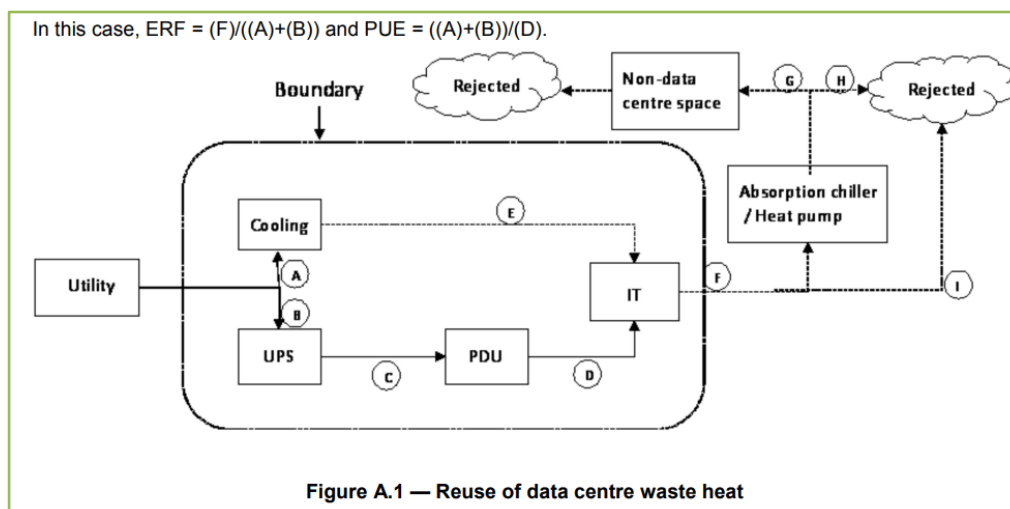 In this case, ERF = (F)/((A)+(B)) and PUE = ((A)+(B))/(D).
Boundary
Rejected
Non-data
centre space
G
H
Rejected
Absorption chiller
/ Heat pump
Cooling
E
A
Utility
B
IT
F
I
UPS
C
PDU
D
Figure A.1 — Reuse of data centre waste heat